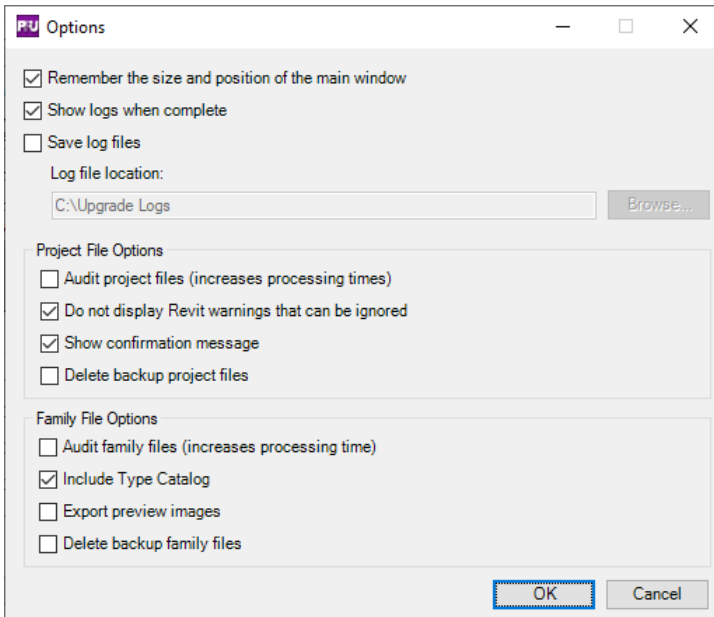 Options
Remember the size and position of the main window
Show logs when complete
Save log files
Log file location:
C:\Upgrade Logs
Browse...
Project File Options
Audit project files (increases processing times)
Do not display Revit warnings that can be ignored
Show confirmation message
Delete backup project files
Family File Options
Audit family files (increases processing time)
Include Type Catalog
Export preview images
Delete backup family files
OK
Cancel